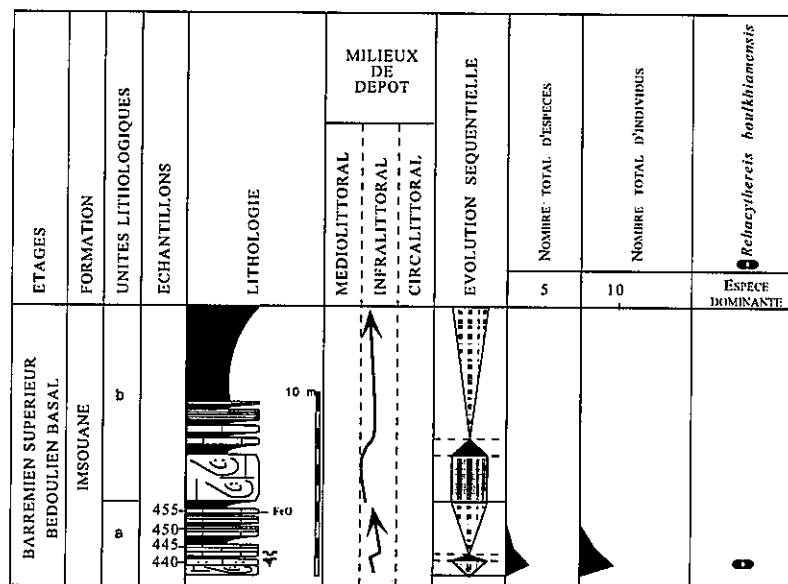 ETAGES
FORMATION
UNITES LITHOLOGIQUES
ECHANTILLONS
LITHOLOGIE
MILIEUX
DE
DEPOT
MEDIOLITTORAL
INFRALITTORAL
CIRCALITTORAL
EVOLUTION SEQUENTIELLE
NOMBRE TOTAL D'ESPECES
NOMBRE TOTAL D'INDIVIDUS
Rehacythereis boulkhiamensis
5
10
ESPECE
DOMINANTE
BARREMIEN SUPERIEUR
BEDOULIEN BASAL
IMSOUANE
b
10 m
a
455
FeO
450
445
440